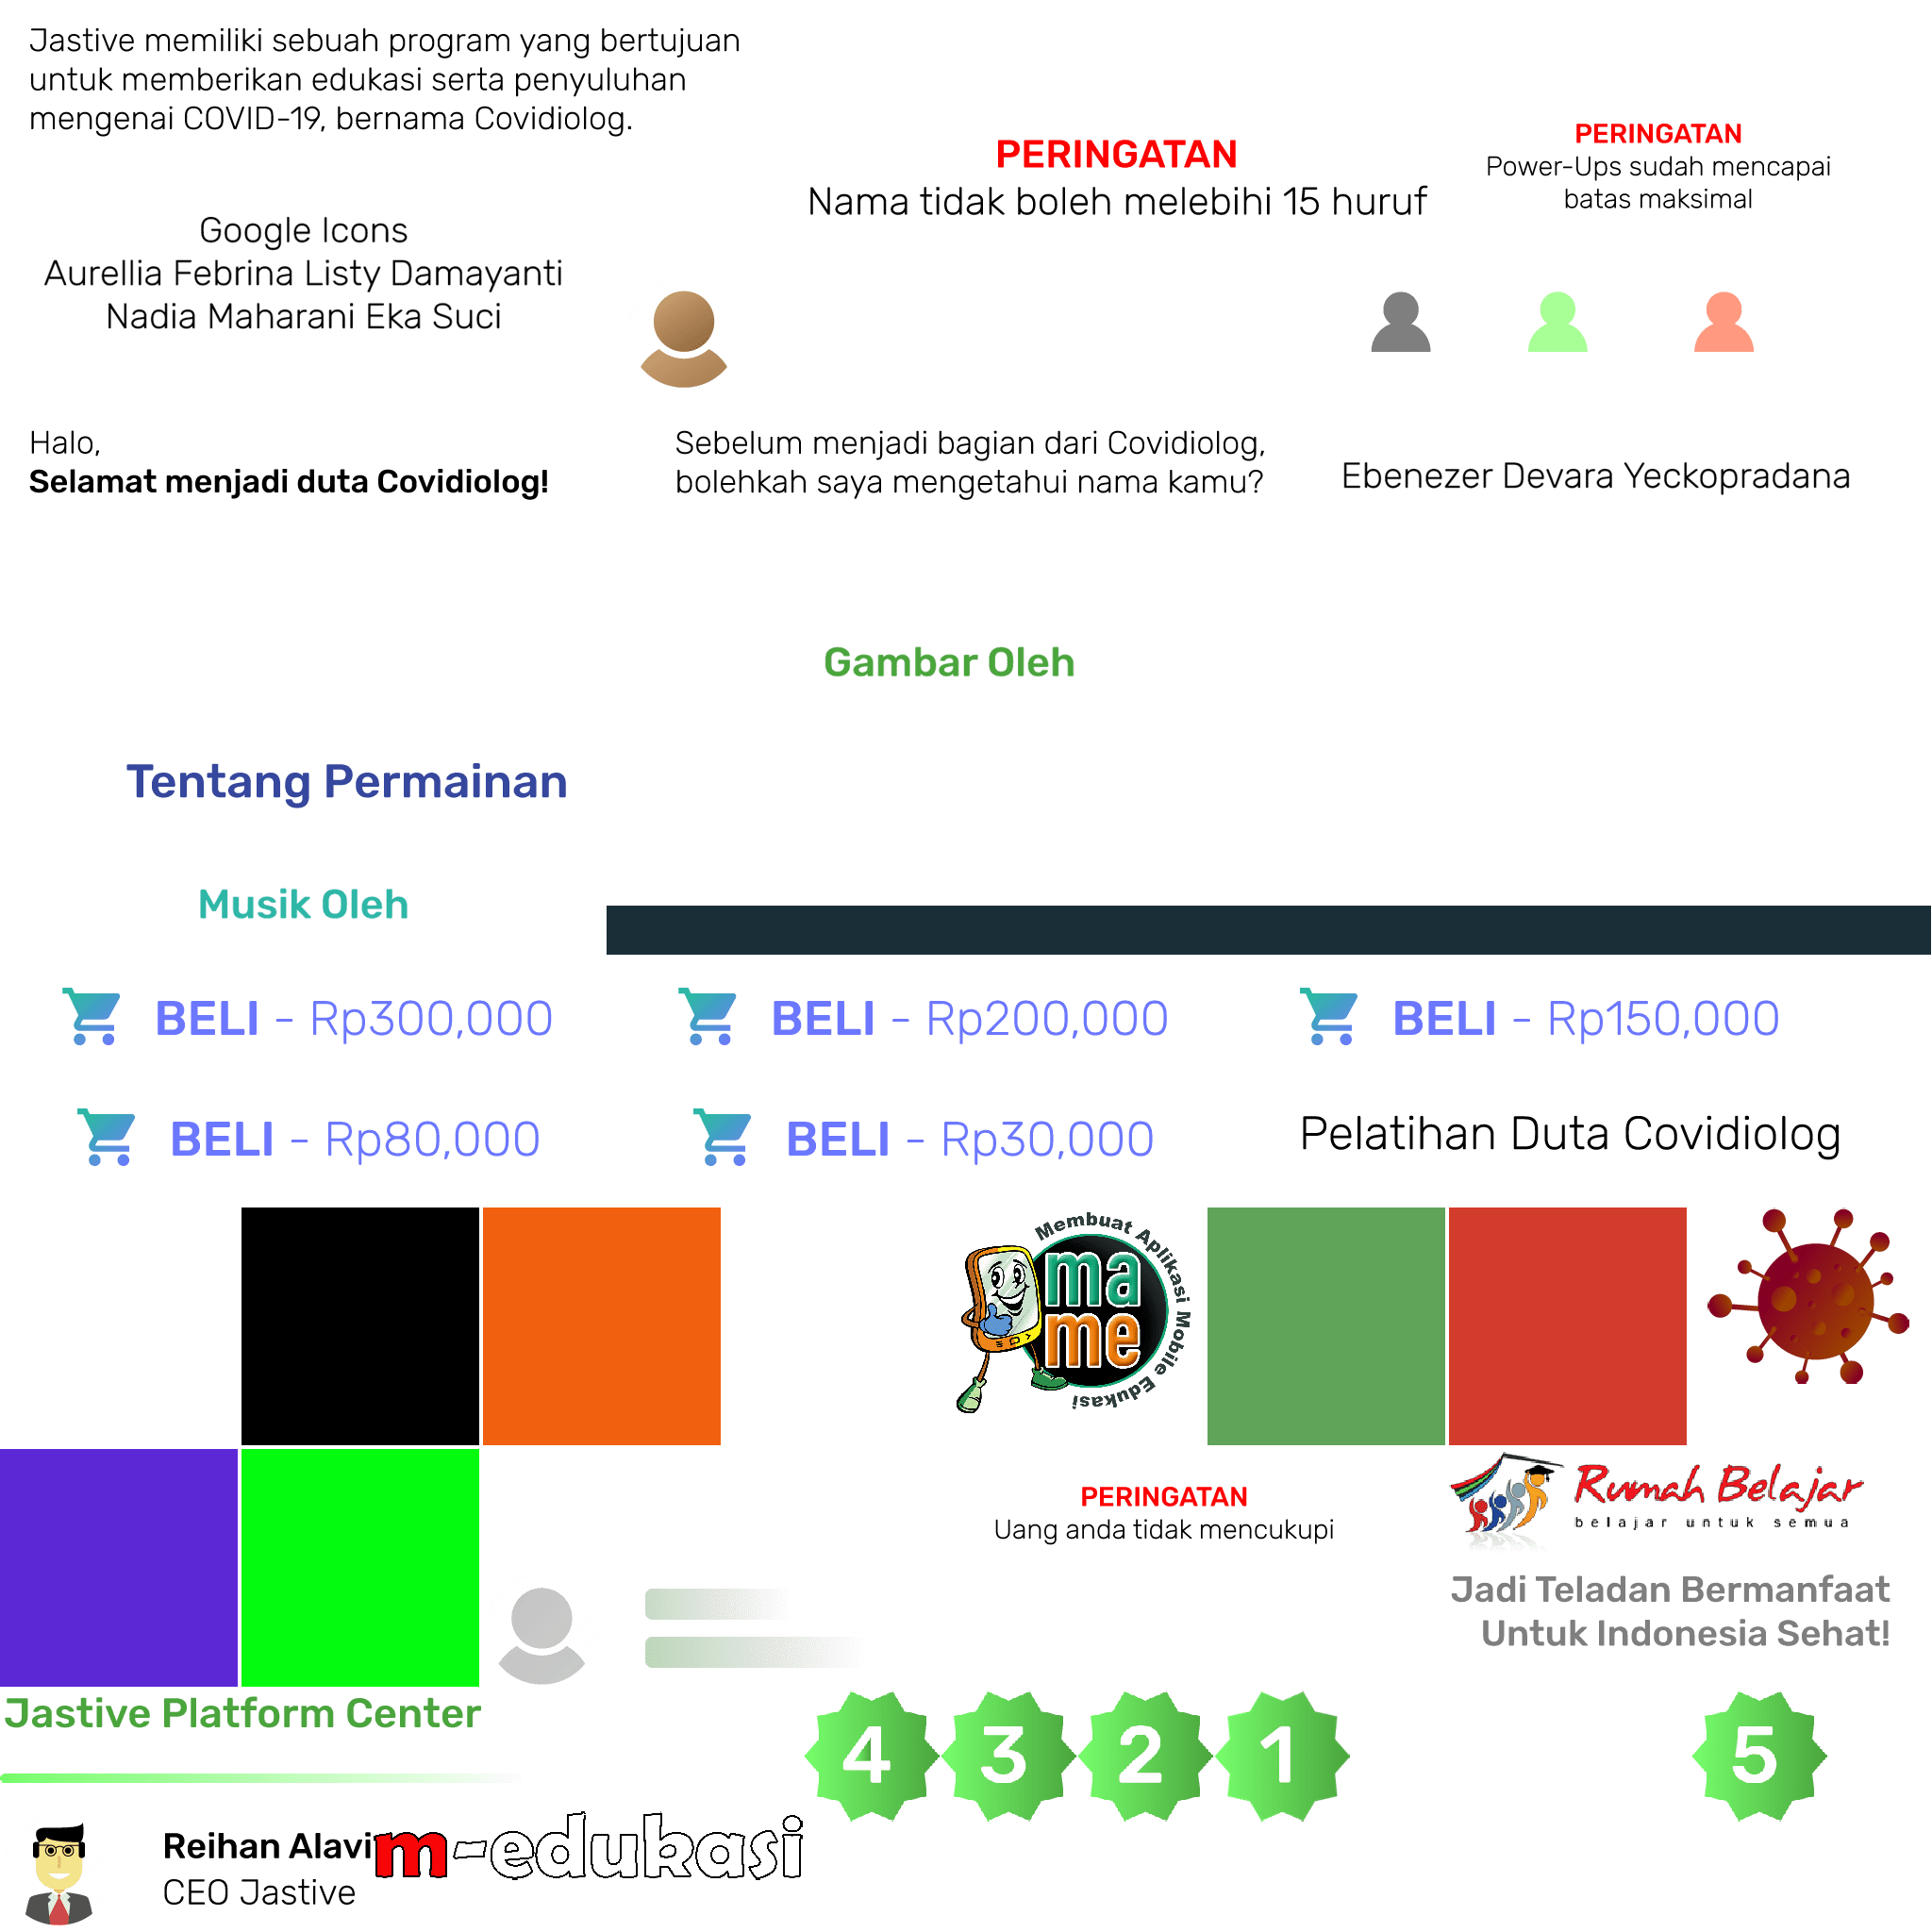 Jastive memiliki sebuah program yang bertujuan
untuk memberikan edukasi serta penyuluhan
mengenai COVID-19, bernama Covidiolog.
PERINGATAN
Nama tidak boleh melebihi 15 huruf
PERINGATAN
Power-Ups sudah mencapai
batas maksimal
Google Icons
Aurellia Febrina Listy Damayanti
Nadia Maharani Eka Suci
Halo,
Selamat menjadi duta Covidiolog!
Sebelum menjadi bagian dari Covidiolog,
bolehkah saya mengetahui nama kamu?
Ebenezer Devara Yeckopradana
Gambar Oleh
Tentang Permainan
Musik Oleh
BELI - Rp300,000
BELI - Rp200,000
BELI - Rp150,000
BELI - Rp80,000
BELI - Rp30,000
Pelatihan Duta Covidiolog
Membuat Aplikasi Mobile Edukasi
ma
me
PERINGATAN
Uang anda tidak mencukupi
Rumah Belajar
belajar untuk semua
Jadi Teladan Bermanfaat
Untuk Indonesia Sehat!
Jastive Platform Center
4
3
2
1
5
Reihan Alavi
CEO Jastive
m-edukasi